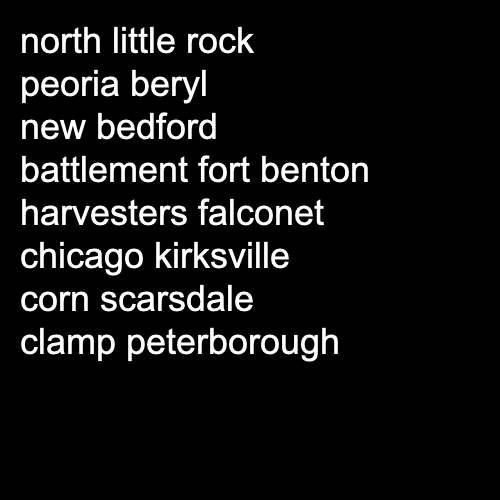 north little rock
peoria beryl
new bedford
battlement fort benton
harvesters falconet
chicago kirksville
corn scarsdale
clamp peterborough